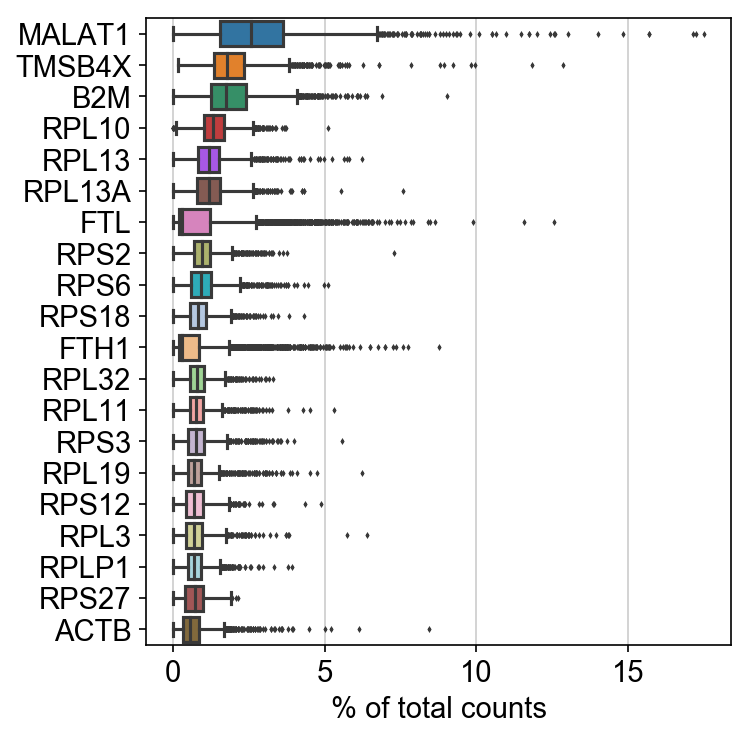 MALAT1
TMSB4X
B2M
RPL10
RPL13
RPL13A
FTL
RPS2
RPS6
RPS18
FTH1
RPL32
RPL11
RPS3
RPL19
RPS12
RPL3
RPLP1
RPS27
ACTB
0 5 10 15
% of total counts